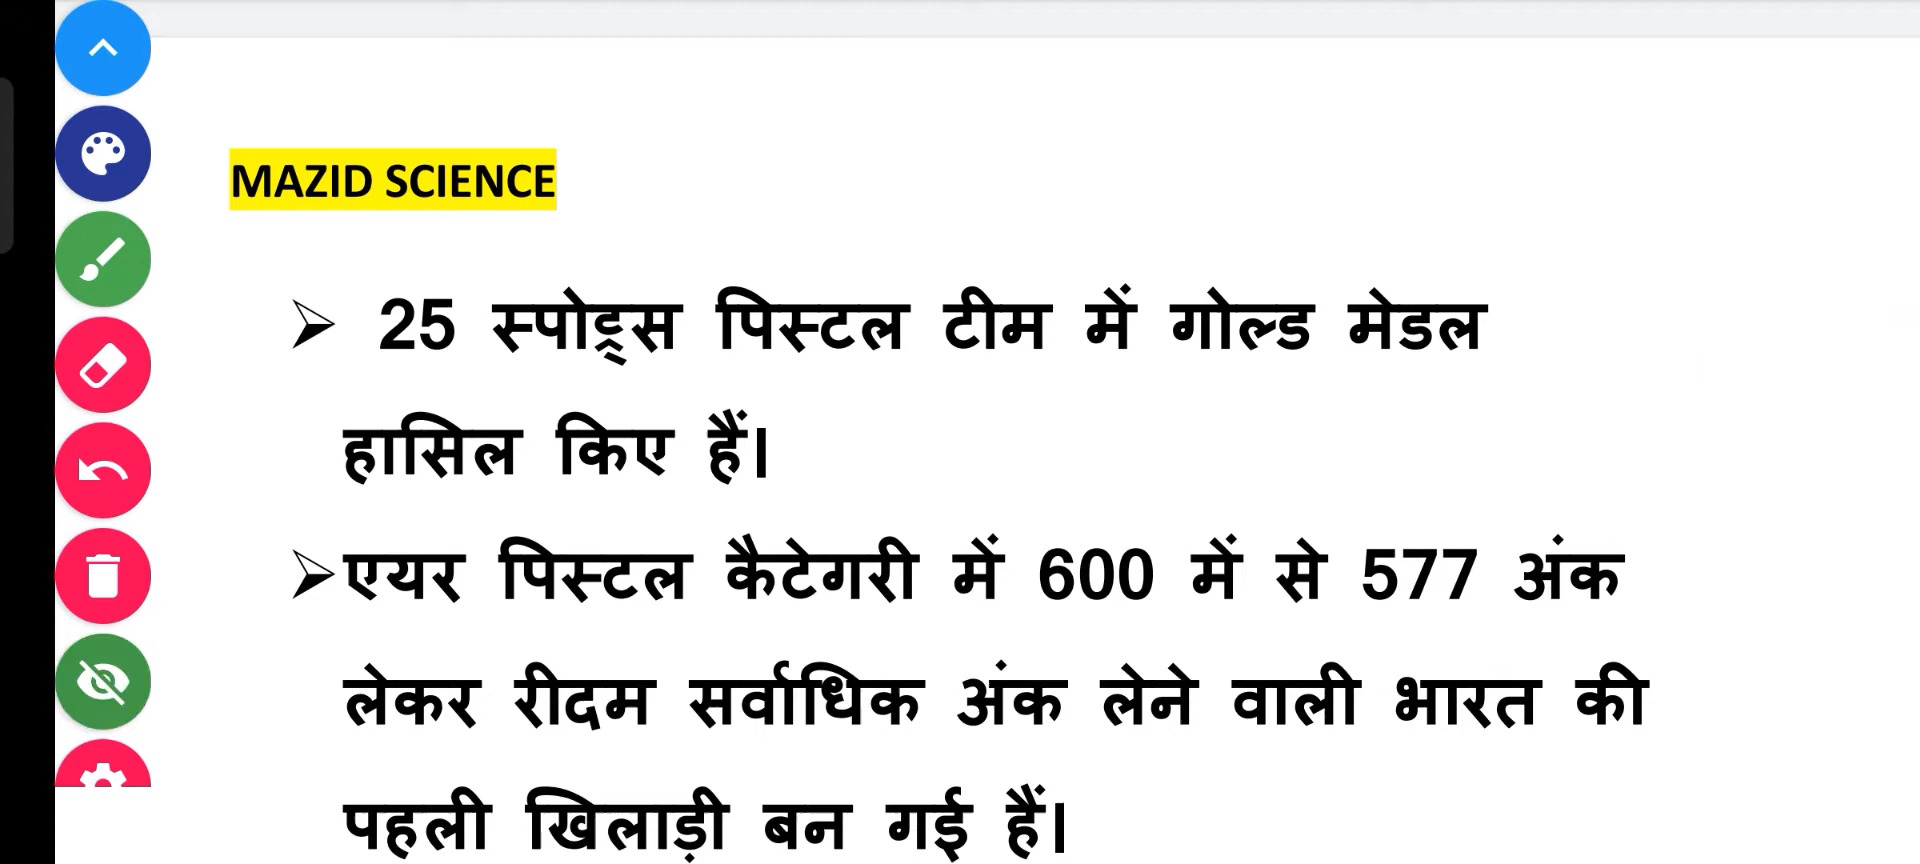 MAZID SCIENCE
➢ 25 स्पोर्ड्स पिस्टल टीम में गोल्ड मेडल
हासिल किए हैं।
➢एयर पिस्टल कैटेगरी में 600 में से 577 अंक
लेकर रीदम सर्वाधिक अंक लेने वाली भारत की
पहली खिलाड़ी बन गई हैं।